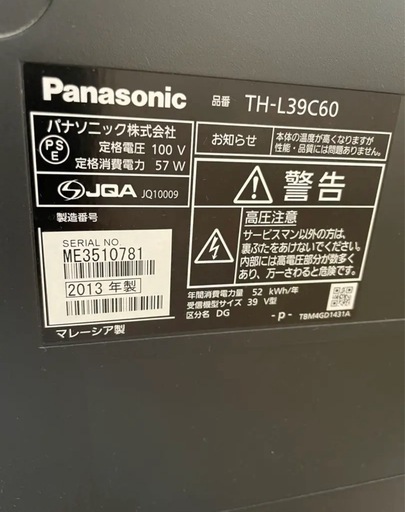 Panasonic 品番 TH-L39C60
パナソニック株式会社
PS
E
定格電圧 100 V
定格消費電力 57 W
JQA JQ10009
製造番号
SERIAL NO.
ME3510781
2013 年製
マレーシア製
お知らせ
本体の温度が高くなりますが
性能・品質には問題ありません
警告
高圧注意
サービスマン以外の方は、
裏ぶたをあけないでください。
内部には高電圧部分が数多く
あり、万一さわると危険です。
年間消費電力量 52 kWh/年
受信機型サイズ 39 V型
区分名 DG
-p- TBM4GD1431A